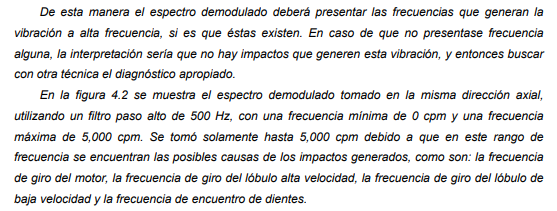 De esta manera el espectro demodulado deberá presentar las frecuencias que generan la
vibración a alta frecuencia, si es que éstas existen. En caso de que no presentase frecuencia
alguna, la interpretación sería que no hay impactos que generen esta vibración, y entonces buscar
con otra técnica el diagnóstico apropiado.
En la figura 4.2 se muestra el espectro demodulado tomado en la misma dirección axial,
utilizando un filtro paso alto de 500 Hz, con una frecuencia mínima de 0 cpm y una frecuencia
máxima de 5,000 cpm. Se tomó solamente hasta 5,000 cpm debido a que en este rango de
frecuencia se encuentran las posibles causas de los impactos generados, como son: la frecuencia
de giro del motor, la frecuencia de giro del lóbulo alta velocidad, la frecuencia de giro del lóbulo de
baja velocidad y la frecuencia de encuentro de dientes.